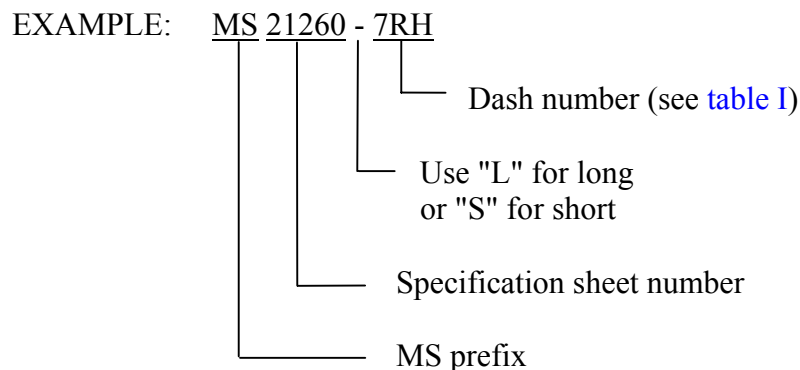 EXAMPLE: MS 21260 - 7RH
Dash number (see table I)
Use "L" for long
or "S" for short
Specification sheet number
MS prefix